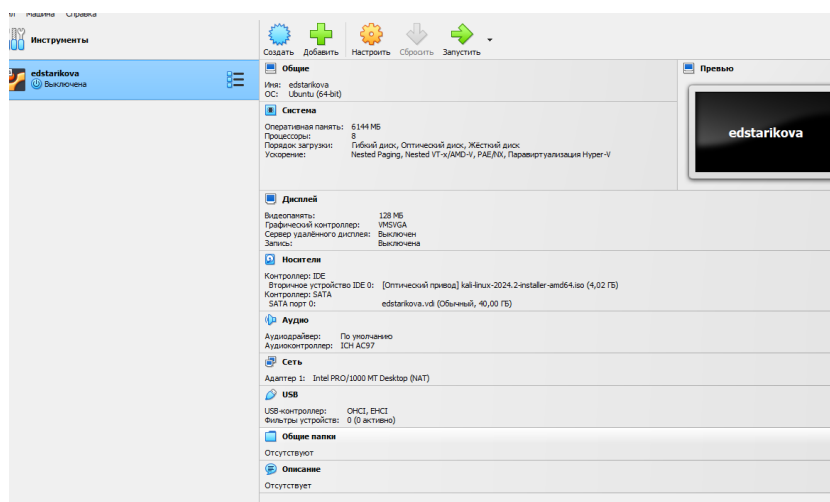 Машина Справка
Инструменты
Создать Добавить Настроить Сбросить Запустить
edstarikova
Выключена
Общие
Имя: edstarikova
ОС: Ubuntu (64-bit)
Превью
edstarikova
Система
Оперативная память: 6144 МБ
Процессоры: 8
Порядок загрузки: Гибкий диск, Оптический диск, Жёсткий диск
Ускорение: Nested Paging, Nested VT-x/AMD-V, PAE/NX, Паравиртуализация Hyper-V
Дисплей
Видеопамять: 128 МБ
Графический контроллер: VMSVGA
Сервер удалённого дисплея: Выключен
Запись: Выключена
Носители
Контроллер: IDE
Вторичное устройство IDE 0: [Оптический привод] kali-linux-2024.2-installer-amd64.iso (4,02 ГБ)
Контроллер: SATA
SATA порт 0: edstarikova.vdi (Обычный, 40,00 ГБ)
Аудио
Аудиодрайвер: По умолчанию
Аудиоконтроллер: ICH AC97
Сеть
Адаптер 1: Intel PRO/1000 MT Desktop (NAT)
USB
USB-контроллер: OHCI, EHCI
Фильтры устройств: 0 (0 активно)
Общие папки
Отсутствуют
Описание
Отсутствует